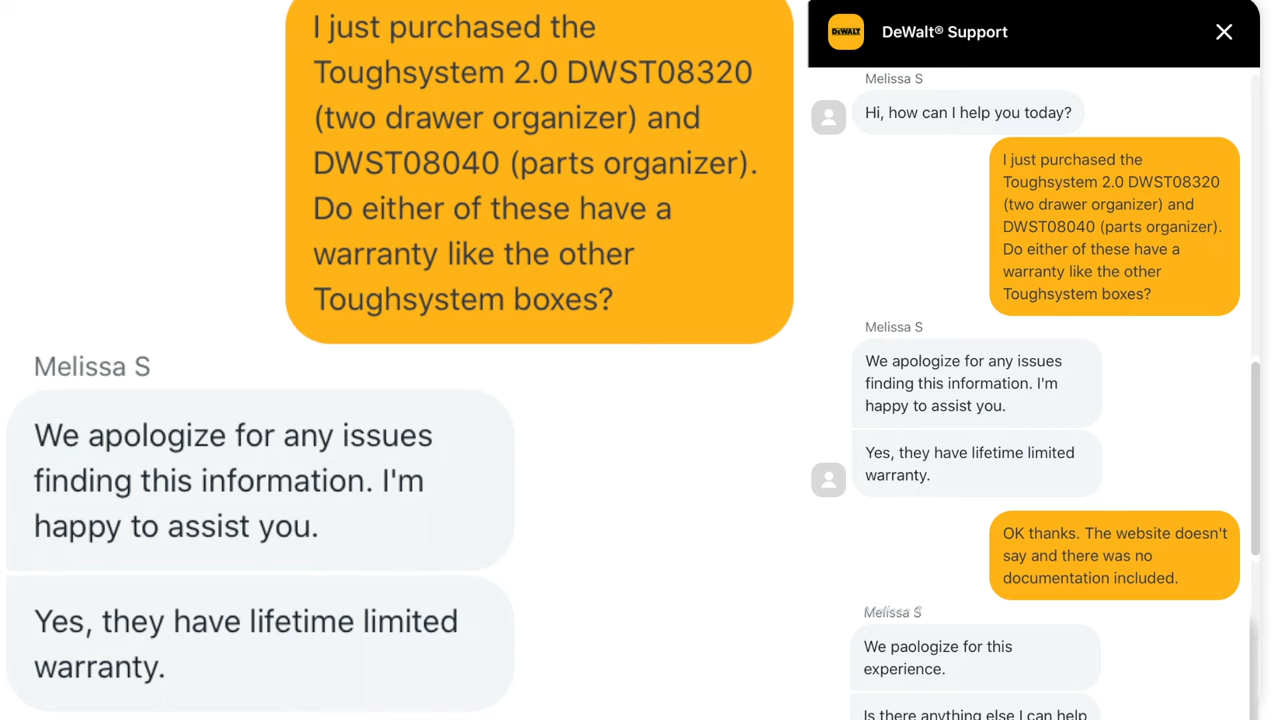 I just purchased the
Toughsystem 2.0 DWST08320
(two drawer organizer) and
DWST08040 (parts organizer).
Do either of these have a
warranty like the other
Toughsystem boxes?
Melissa S
We apologize for any issues
finding this information. I'm
happy to assist you.
Yes, they have lifetime limited
warranty.
DEWALT
DeWalt® Support
Melissa S
Hi, how can I help you today?
I just purchased the
Toughsystem 2.0 DWST08320
(two drawer organizer) and
DWST08040 (parts organizer).
Do either of these have a
warranty like the other
Toughsystem boxes?
Melissa S
We apologize for any issues
finding this information. I'm
happy to assist you.
Yes, they have lifetime limited
warranty.
OK thanks. The website doesn't
say and there was no
documentation included.
Melissa S
We paologize for this
experience.
Is there anything else I can help